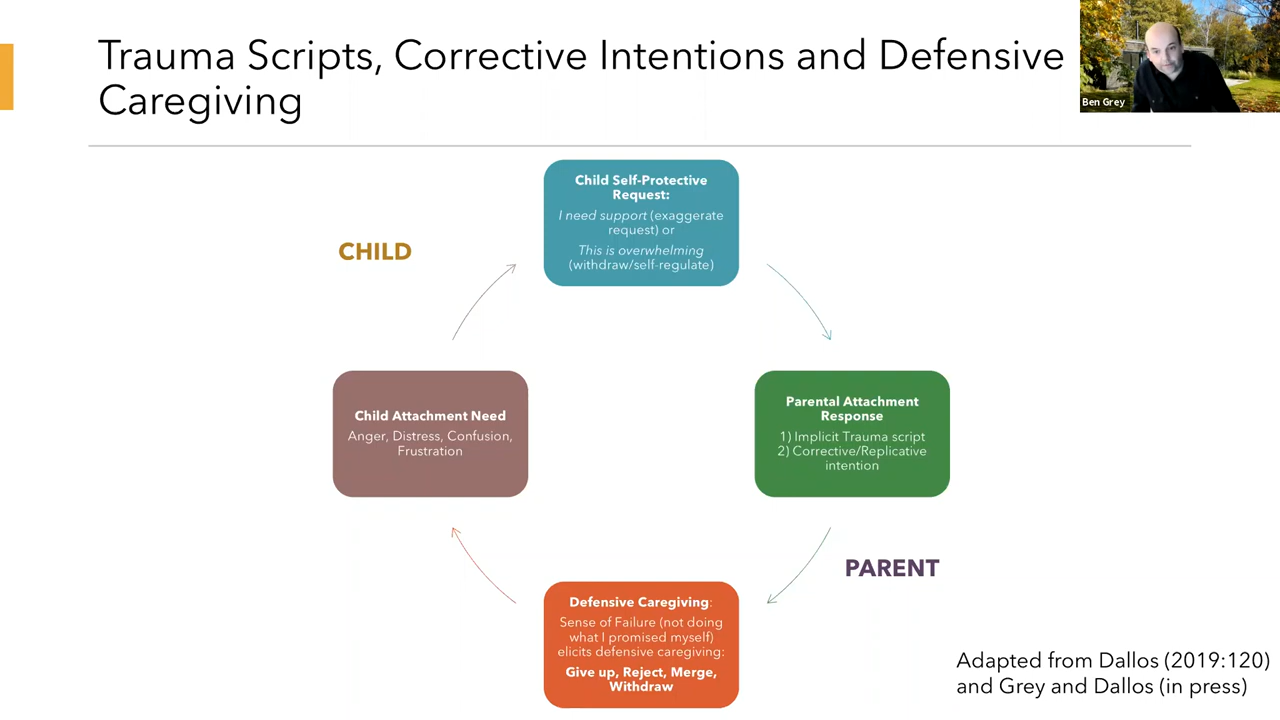 Trauma Scripts, Corrective Intentions and Defensive
Caregiving
Ben Grey
Child Self-Protective
Request:
I need support (exaggerate
request) or
This is overwhelming
(withdraw/self-regulate)
CHILD
Child Attachment Need
Anger, Distress, Confusion,
Frustration
Parental Attachment
Response
1) Implicit Trauma script
2) Corrective/Replicative
intention
PARENT
Defensive Caregiving:
Sense of Failure (not doing
what I promised myself)
elicits defensive caregiving:
Give up, Reject, Merge,
Withdraw
Adapted from Dallos (2019:120)
and Grey and Dallos (in press)